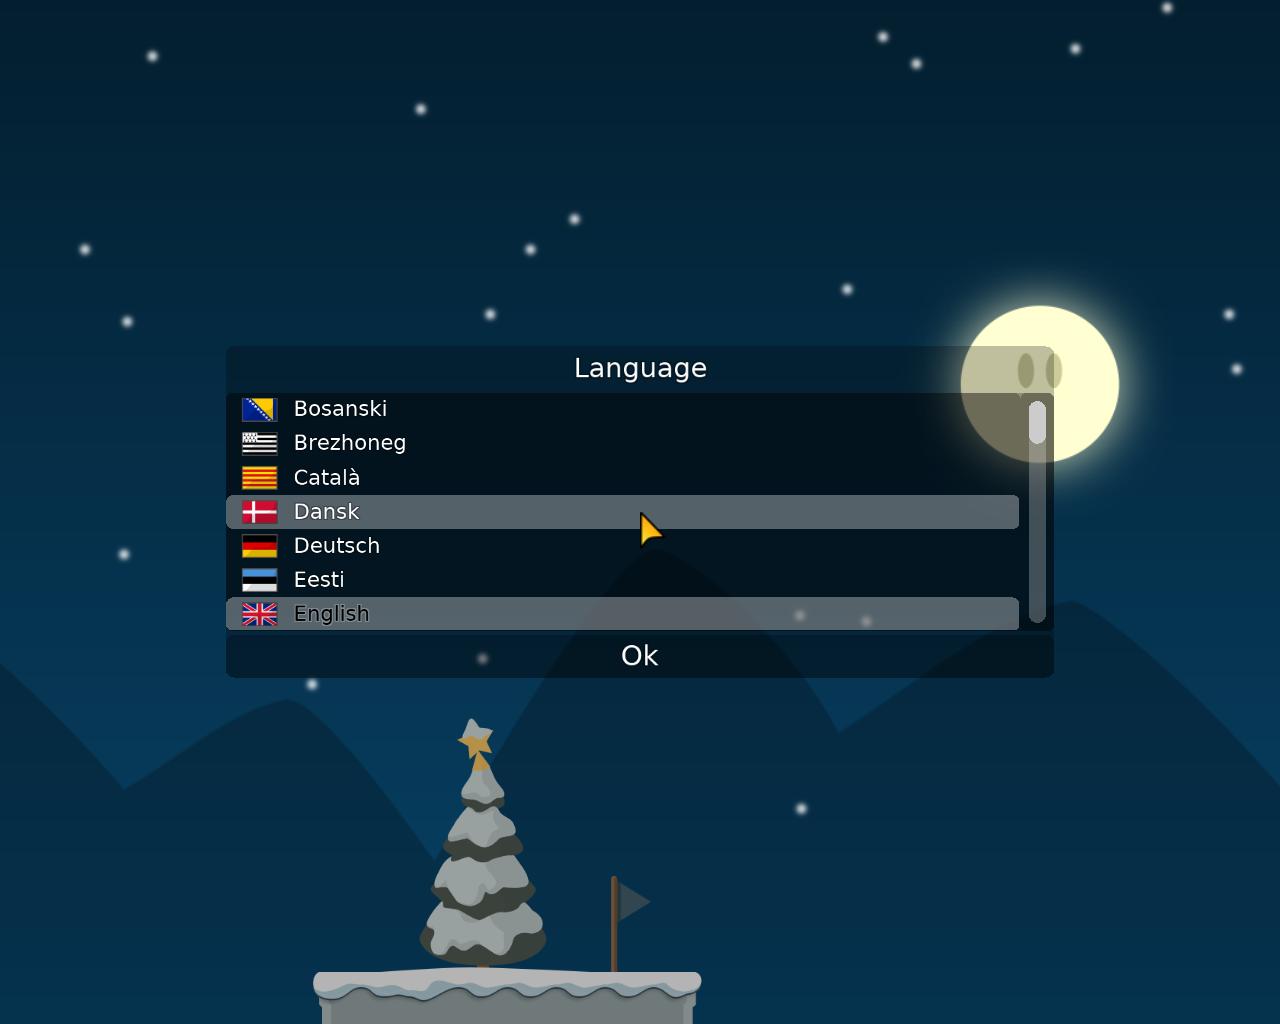 Language
Bosanski
Brezhoneg
Català
Dansk
Deutsch
Eesti
English
Ok